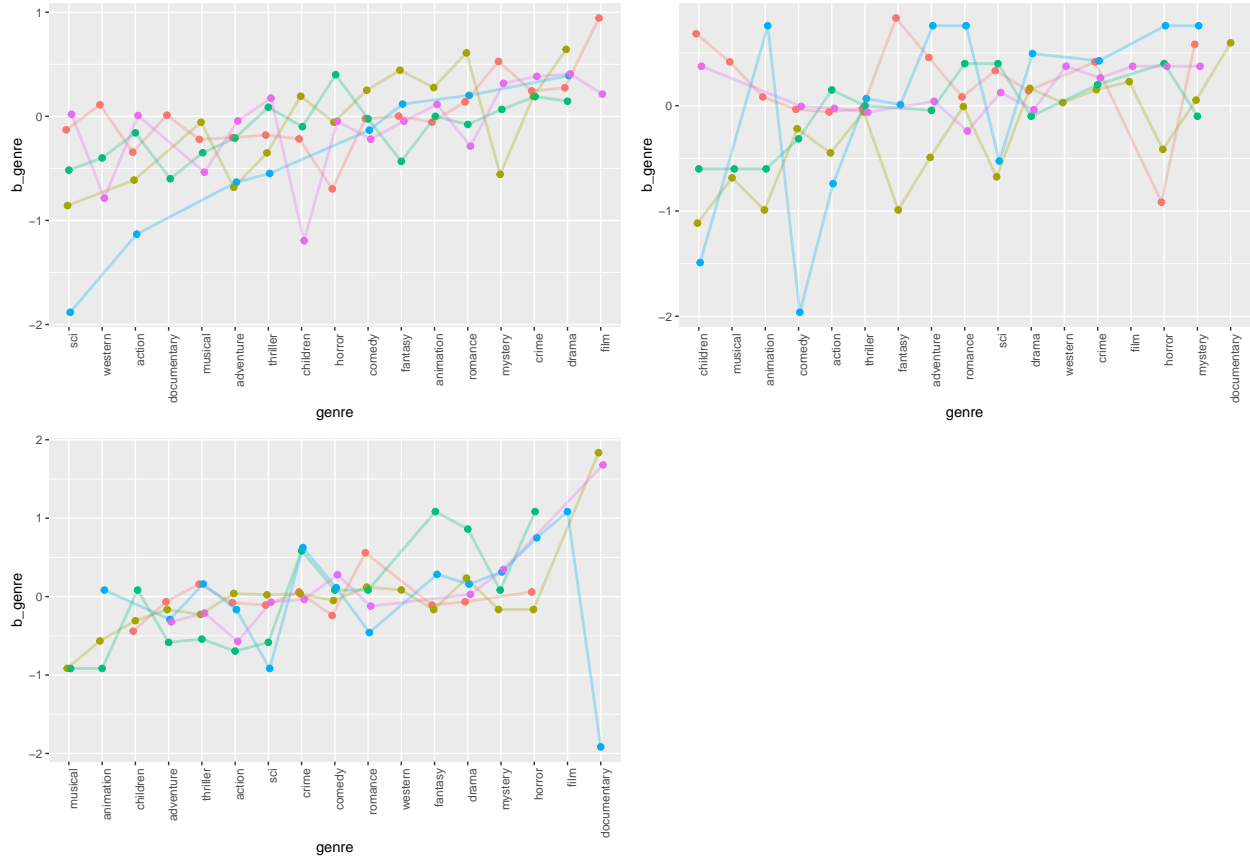 1
0
−1
−2
b_genre
sci
western
action
documentary
musical
adventure
thriller
children
horror
comedy
fantasy
animation
romance
mystery
crime
drama
film
genre
0
−1
−2
b_genre
children
musical
animation
comedy
action
thriller
fantasy
adventure
romance
sci
drama
western
crime
film
horror
mystery
documentary
genre
2
1
0
−1
−2
b_genre
musical
animation
children
adventure
thriller
action
sci
crime
comedy
romance
western
fantasy
drama
mystery
horror
film
documentary
genre